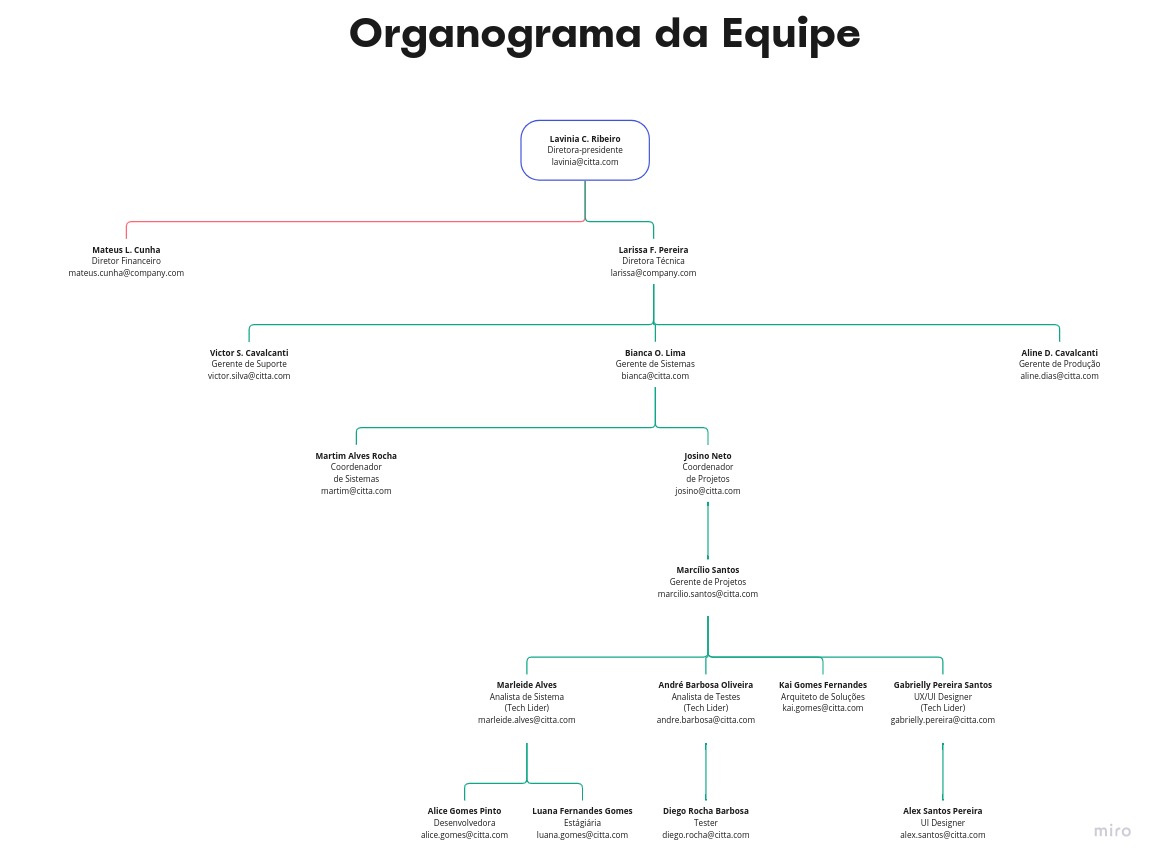 Organograma da Equipe
Lavinia C. Ribeiro
Diretora-presidente
lavinia@citta.com
Mateus L. Cunha
Diretor Financeiro
mateus.cunha@company.com
Larissa F. Pereira
Diretora Técnica
larissa@company.com
Victor S. Cavalcanti
Gerente de Suporte
victor.silva@citta.com
Bianca O. Lima
Gerente de Sistemas
bianca@citta.com
Aline D. Cavalcanti
Gerente de Produção
aline.dias@citta.com
Martim Alves Rocha
Coordenador
de Sistemas
martim@citta.com
Josino Neto
Coordenador
de Projetos
josino@citta.com
Marcílio Santos
Gerente de Projetos
marcilio.santos@citta.com
Marleide Alves
Analista de Sistema
(Tech Lider)
marleide.alves@citta.com
André Barbosa Oliveira
Analista de Testes
(Tech Lider)
andre.barbosa@citta.com
Kai Gomes Fernandes
Arquiteto de Soluções
kai.gomes@citta.com
Gabrielly Pereira Santos
UX/UI Designer
(Tech Lider)
gabrielly.pereira@citta.com
Alice Gomes Pinto
Desenvolvedora
alice.gomes@citta.com
Luana Fernandes Gomes
Estágiária
luana.gomes@citta.com
Diego Rocha Barbosa
Tester
diego.rocha@citta.com
Alex Santos Pereira
UI Designer
alex.santos@citta.com
miro